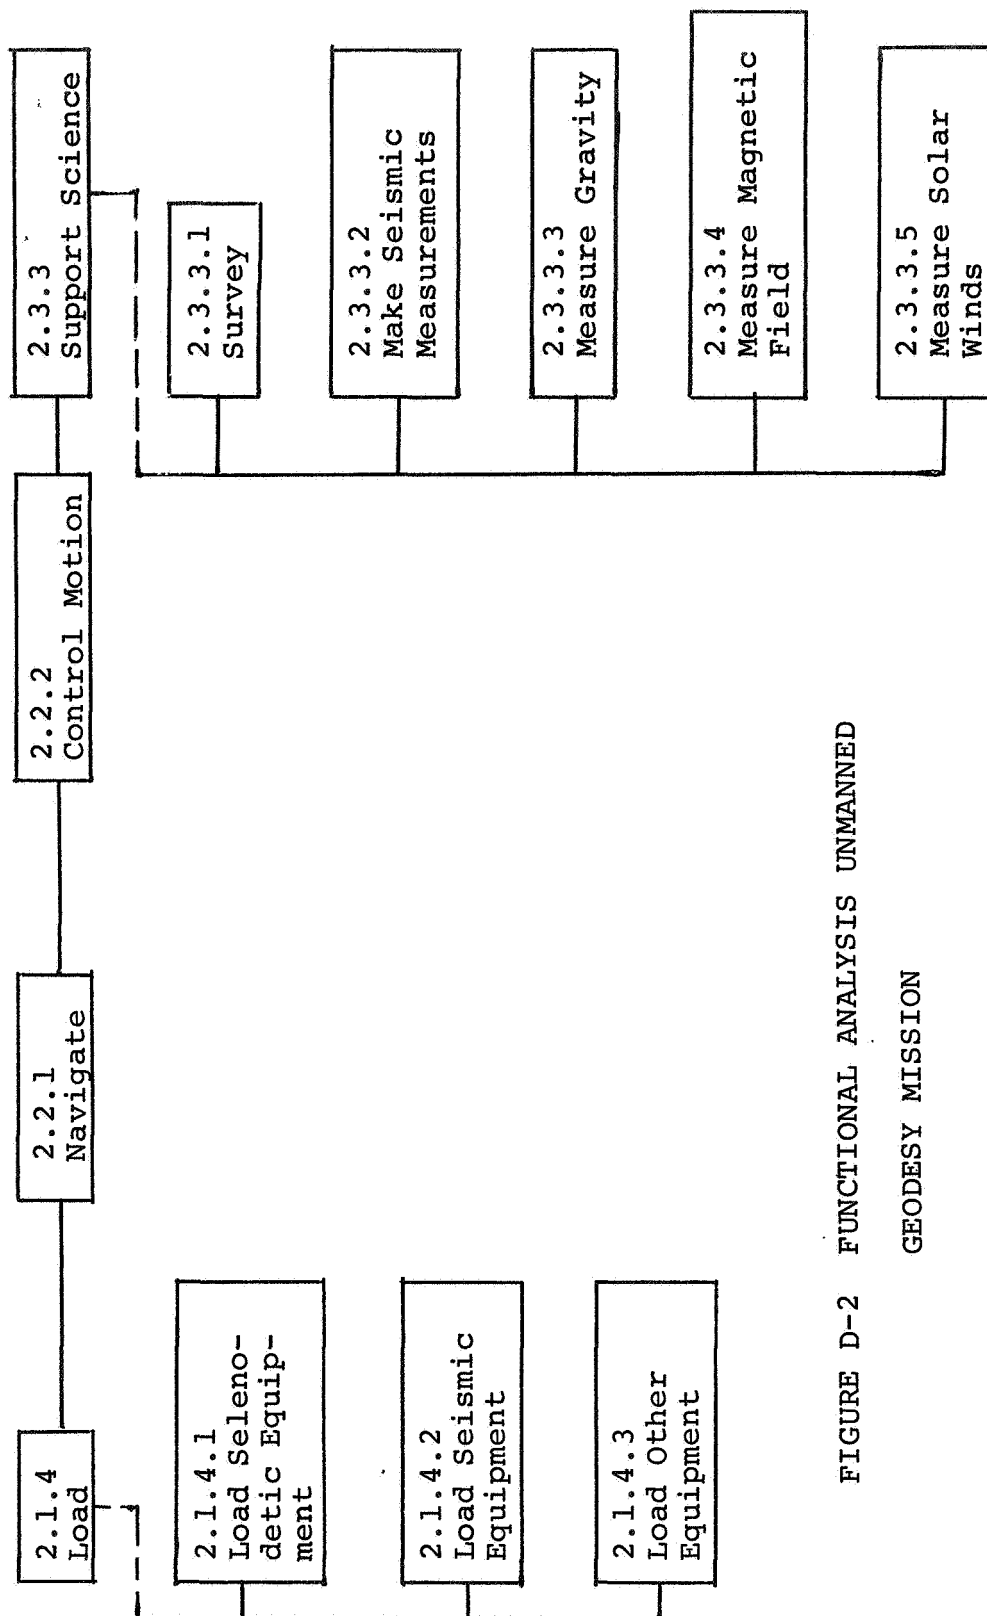 2.1.4
Load
2.1.4.1
Load Seleno-
detic Equip-
ment
2.1.4.2
Load Seismic
Equipment
2.1.4.3
Load Other
Equipment
2.2.1
Navigate
2.2.2
Control Motion
2.3.3
Support Science
2.3.3.1
Survey
2.3.3.2
Make Seismic
Measurements
2.3.3.3
Measure Gravity
2.3.3.4
Measure Magnetic
Field
2.3.3.5
Measure Solar
Winds
FIGURE D-2 FUNCTIONAL ANALYSIS UNMANNED
GEODESY MISSION